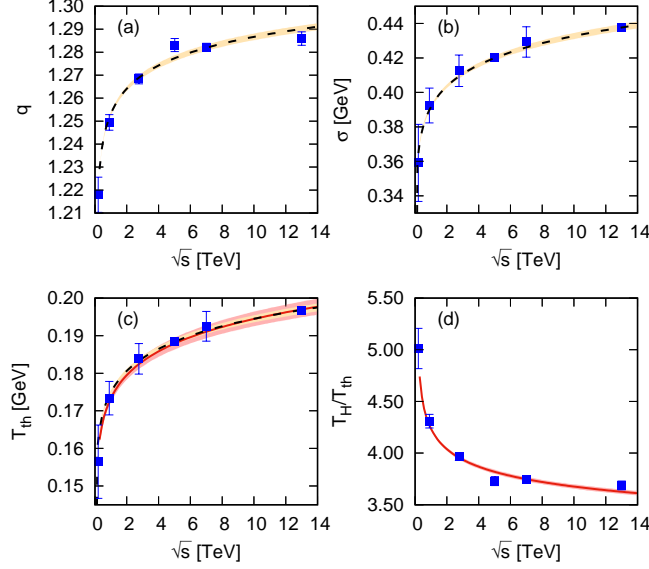 (a)
q
1.30
1.29
1.28
1.27
1.26
1.25
1.24
1.23
1.22
1.21
0 2 4 6 8 10 12 14
√s [TeV]
(b)
σ [GeV]
0.44
0.42
0.40
0.38
0.36
0.34
0 2 4 6 8 10 12 14
√s [TeV]
(c)
T_th [GeV]
0.20
0.19
0.18
0.17
0.16
0.15
0 2 4 6 8 10 12 14
√s [TeV]
(d)
T_H/T_th
5.50
5.00
4.50
4.00
3.50
0 2 4 6 8 10 12 14
√s [TeV]